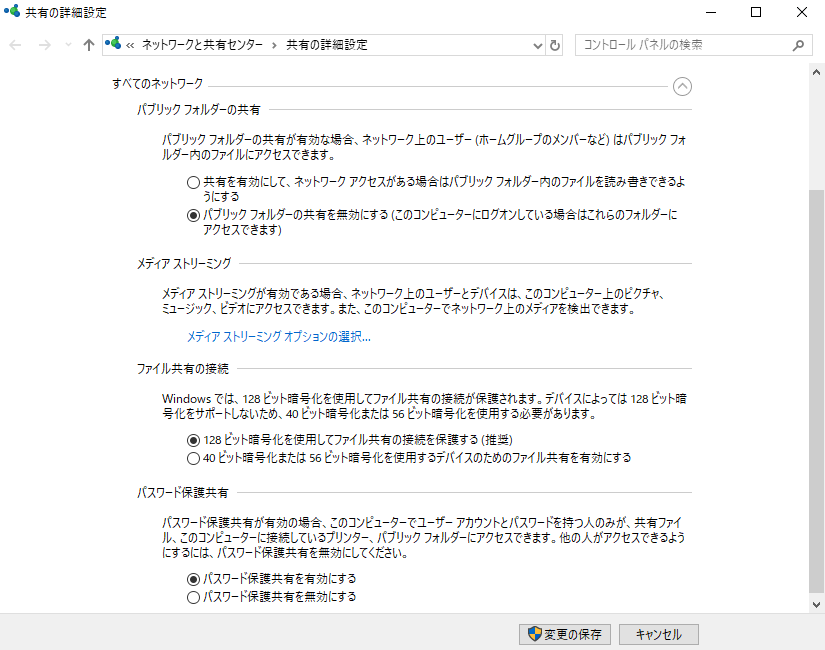 共有の詳細設定
« ネットワークと共有センター › 共有の詳細設定
コントロール パネルの検索
すべてのネットワーク
パブリック フォルダーの共有
パブリック フォルダーの共有が有効な場合、ネットワーク上のユーザー (ホームグループのメンバーなど) はパブリック フォ
ルダー内のファイルにアクセスできます。
共有を有効にして、ネットワーク アクセスがある場合はパブリック フォルダー内のファイルを読み書きできるよ
うにする
パブリック フォルダーの共有を無効にする (このコンピューターにログオンしている場合はこれらのフォルダーに
アクセスできます)
メディア ストリーミング
メディア ストリーミングが有効である場合、ネットワーク上のユーザーとデバイスは、このコンピューター上のピクチャ、
ミュージック、ビデオにアクセスできます。また、このコンピューターでネットワーク上のメディアを検出できます。
メディア ストリーミング オプションの選択...
ファイル共有の接続
Windows では、128 ビット暗号化を使用してファイル共有の接続が保護されます。デバイスによっては 128 ビット暗
号化をサポートしないため、40 ビット暗号化または 56 ビット暗号化を使用する必要があります。
128 ビット暗号化を使用してファイル共有の接続を保護する (推奨)
40 ビット暗号化または 56 ビット暗号化を使用するデバイスのためのファイル共有を有効にする
パスワード保護共有
パスワード保護共有が有効の場合、このコンピューターでユーザー アカウントとパスワードを持つ人のみが、共有ファイ
ル、このコンピューターに接続しているプリンター、パブリック フォルダーにアクセスできます。他の人がアクセスできるよう
にするには、パスワード保護共有を無効にしてください。
パスワード保護共有を有効にする
パスワード保護共有を無効にする
変更の保存
キャンセル